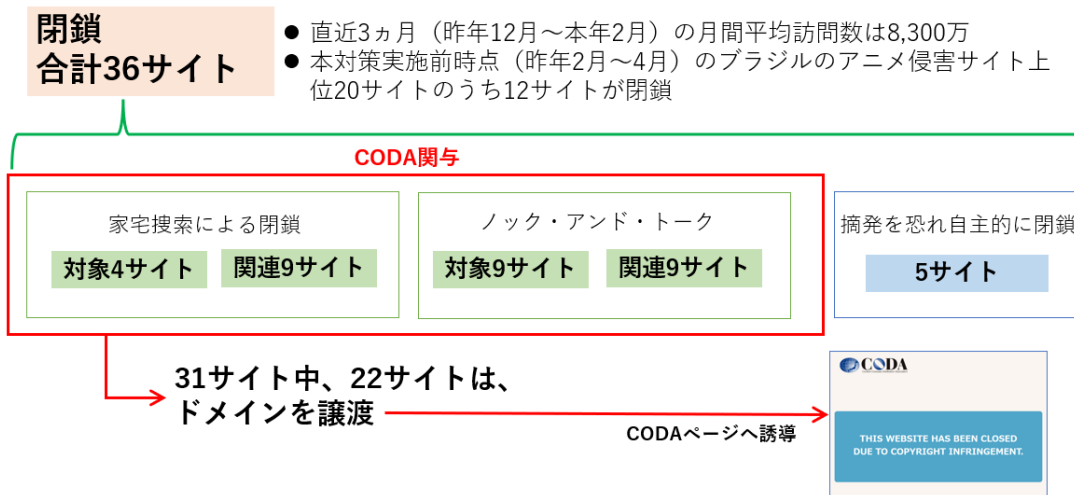 閉鎖
合計36サイト
● 直近3ヵ月（昨年12月～本年2月）の月間平均訪問数は8,300万
● 本対策実施前時点（昨年2月～4月）のブラジルのアニメ侵害サイト上
位20サイトのうち12サイトが閉鎖
CODA関与
家宅捜索による閉鎖
対象4サイト 関連9サイト
ノック・アンド・トーク
対象9サイト 関連9サイト
摘発を恐れ自主的に閉鎖
5サイト
31サイト中、22サイトは、
ドメインを譲渡
CODAページへ誘導
CODA
THIS WEBSITE HAS BEEN CLOSED
DUE TO COPYRIGHT INFRINGEMENT.